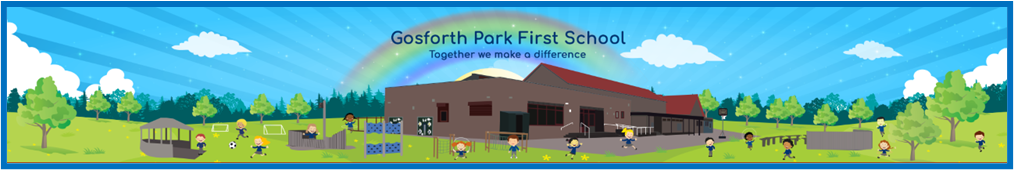 Gosforth Park First School
Together we make a difference